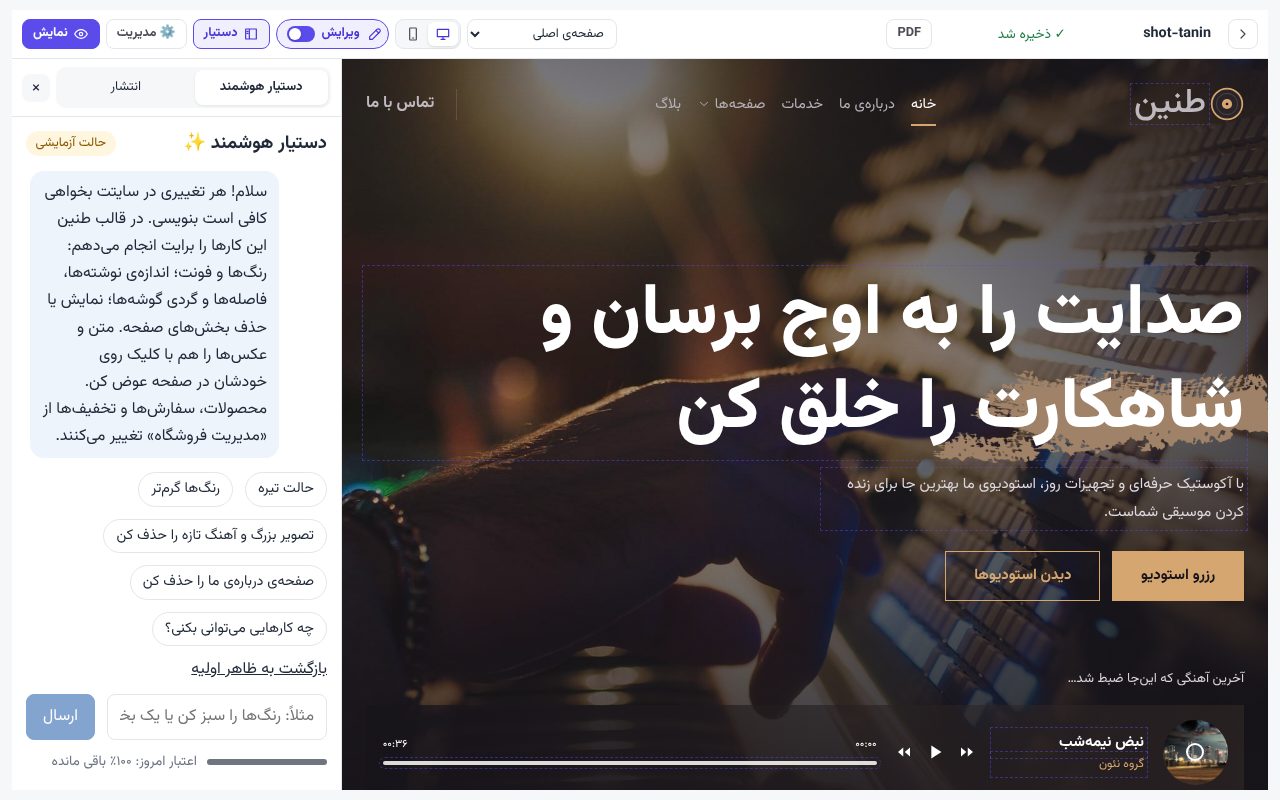 shot-tanin
✓ ذخیره شد
PDF
صفحه‌ی اصلی
ویرایش
دستیار
⚙️ مدیریت
نمایش
دستیار هوشمند
انتشار
×
دستیار هوشمند ✨
حالت آزمایشی
سلام! هر تغییری در سایتت بخواهی
کافی است بنویسی. در قالب طنین
این کارها را برایت انجام می‌دهم:
رنگ‌ها و فونت؛ اندازه‌ی نوشته‌ها،
فاصله‌ها و گردی گوشه‌ها؛ نمایش یا
حذف بخش‌های صفحه. متن و
عکس‌ها را هم با کلیک روی
خودشان در صفحه عوض کن.
محصولات، سفارش‌ها و تخفیف‌ها از
«مدیریت فروشگاه» تغییر می‌کنند.
حالت تیره
رنگ‌ها گرم‌تر
تصویر بزرگ و آهنگ تازه را حذف کن
صفحه‌ی درباره‌ی ما را حذف کن
چه کارهایی می‌توانی بکنی؟
بازگشت به ظاهر اولیه
مثلاً: رنگ‌ها را سبز کن یا یک بخ
ارسال
اعتبار امروز: ۱۰۰٪ باقی مانده
طنین
خانه
درباره‌ی ما
خدمات
صفحه‌ها
بلاگ
تماس با ما
صدایت را به اوج برسان و
شاهکارت را خلق کن
با آکوستیک حرفه‌ای و تجهیزات روز، استودیوی ما بهترین جا برای زنده
کردن موسیقی شماست.
رزرو استودیو
دیدن استودیوها
آخرین آهنگی که این‌جا ضبط شد...
نبض نیمه‌شب
گروه نئون
۰۰:۰۰
۰۰:۳۶